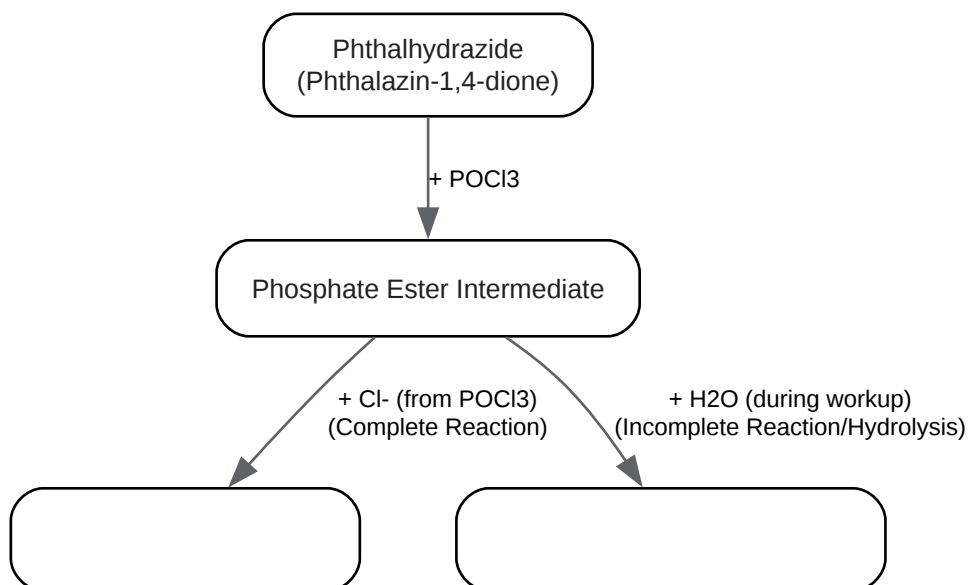 Phthalhydrazide
(Phthalazin-1,4-dione)
+ POCl3
Phosphate Ester Intermediate
+ Cl- (from POCl3)
(Complete Reaction)
+ H2O (during workup)
(Incomplete Reaction/Hydrolysis)